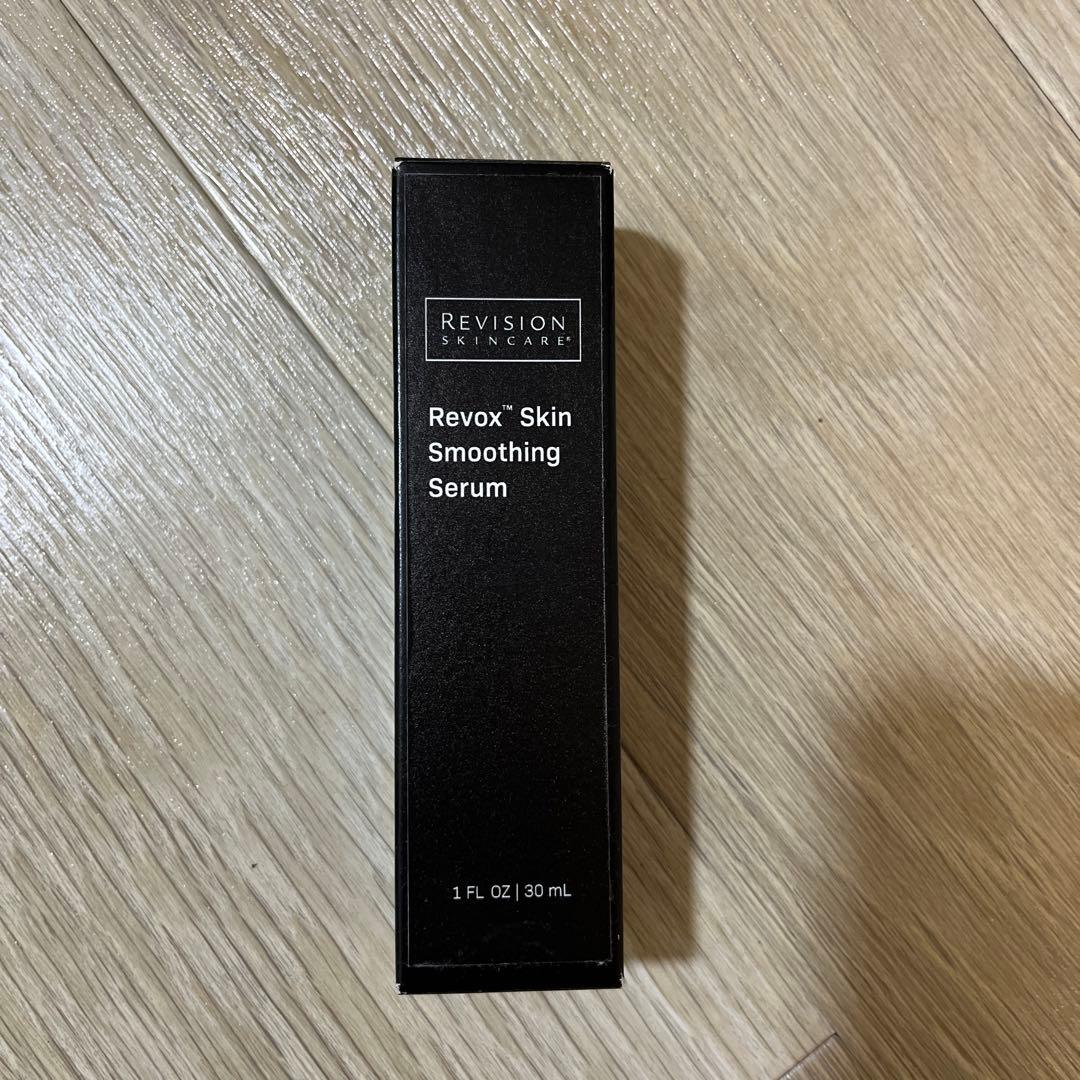 REVISION
SKINCARE®
Revox™ Skin
Smoothing
Serum
1 FL OZ | 30 mL